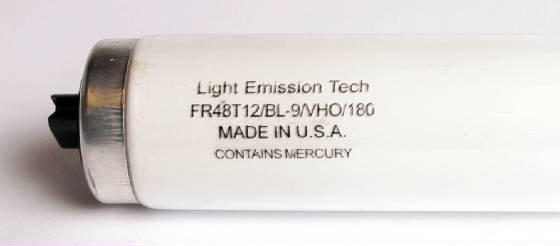 Light Emission Tech
FR48T12/BL-9/VHO/180
MADE IN U.S.A.
CONTAINS MERCURY